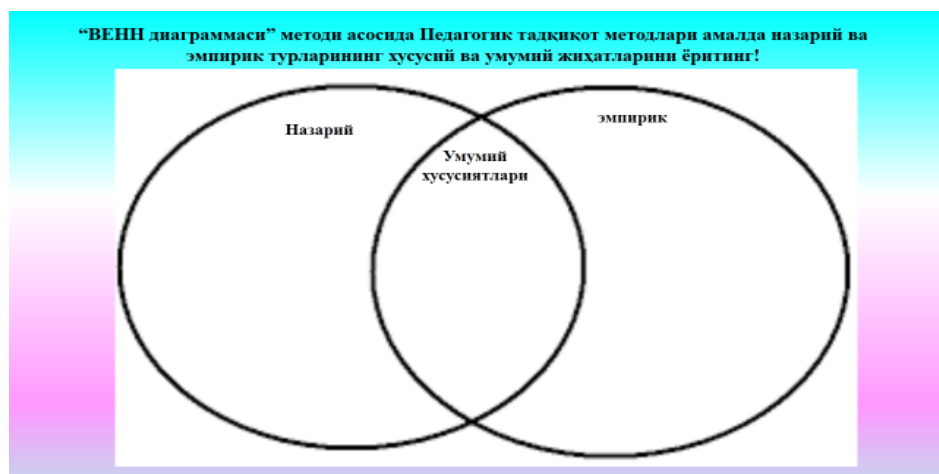 “ВЕНН диаграммаси” методи асосида Педагогик тадқиқот методлари амалда назарий ва
эмпирик турларининг хусусий ва умумий жиҳатларини ёритинг!
Назарий
эмпирик
Умумий
хусусиятлари